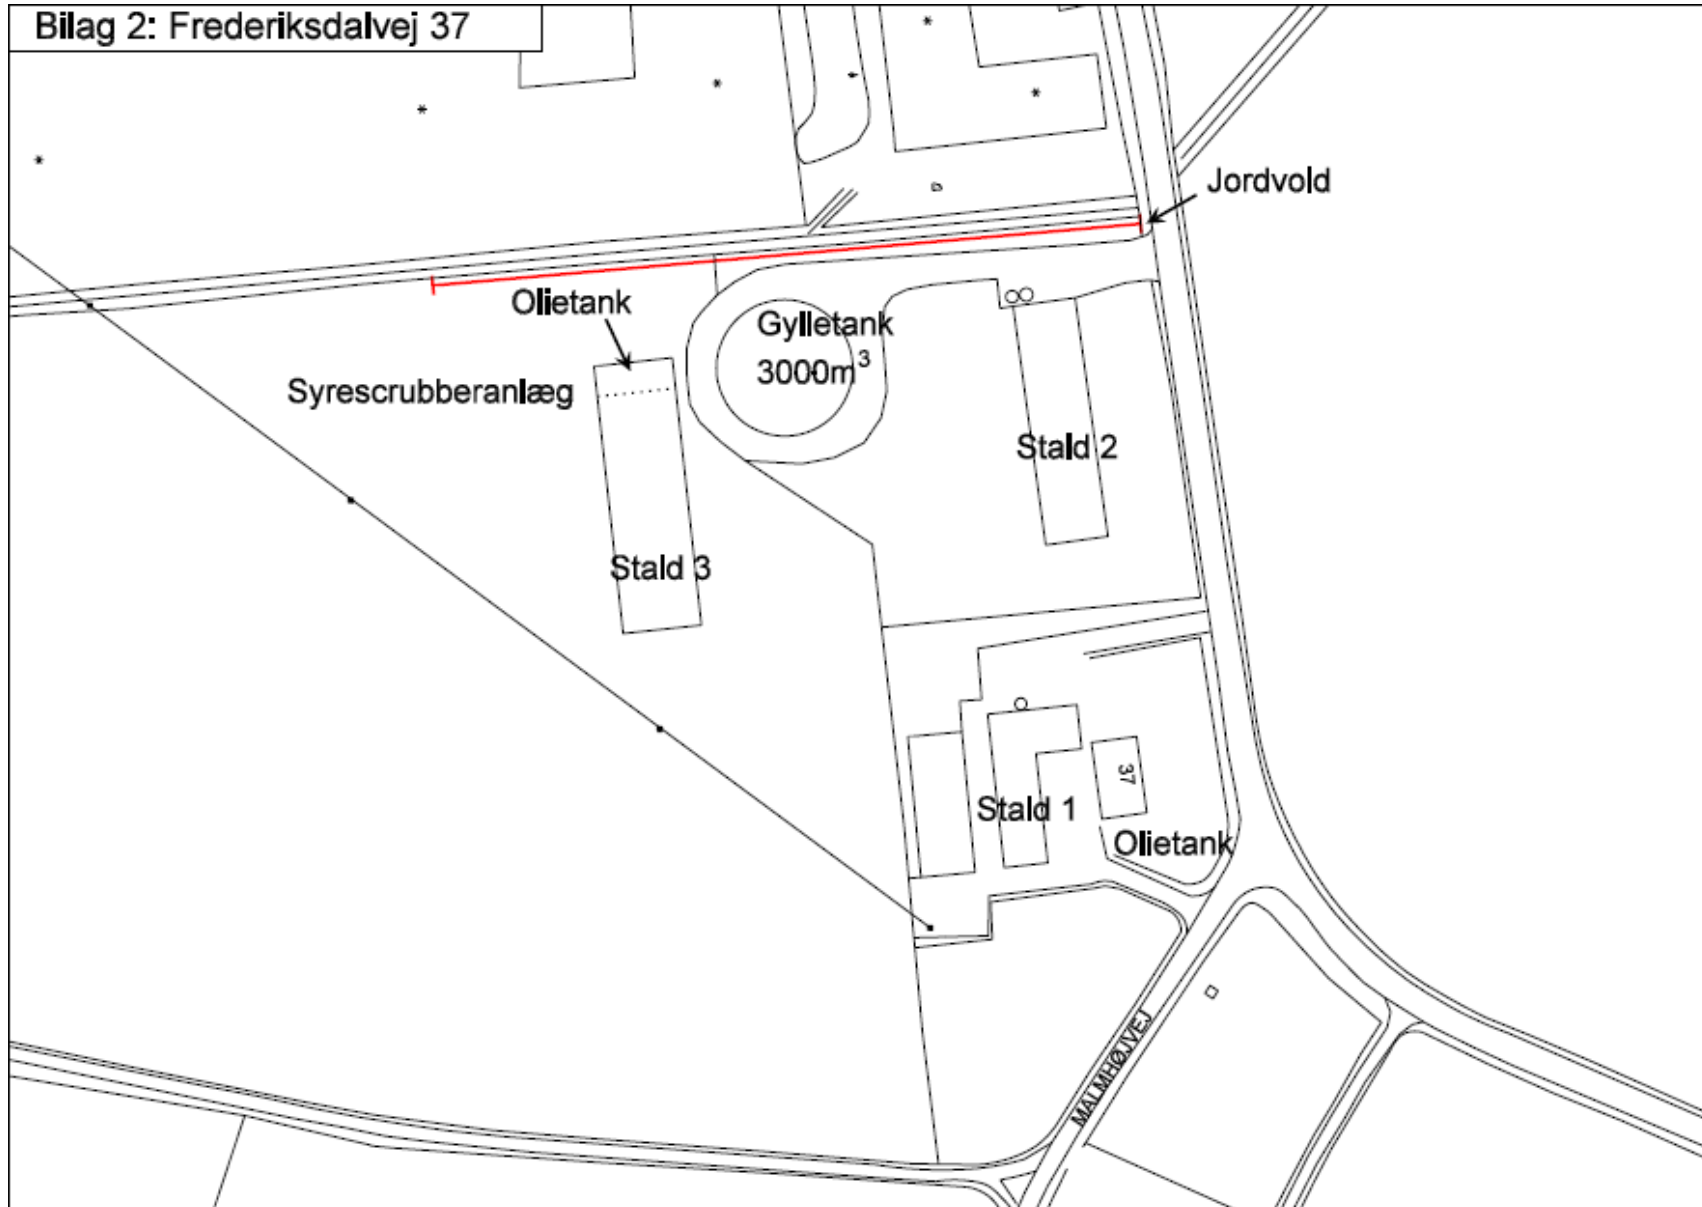 Bilag 2: Frederiksdalvej 37
Jordvold
Olietank
Gylletank
3000m³
Syrescrubberanlæg
Stald 2
Stald 3
37
Stald 1
Olietank
MALMHØJVEJ